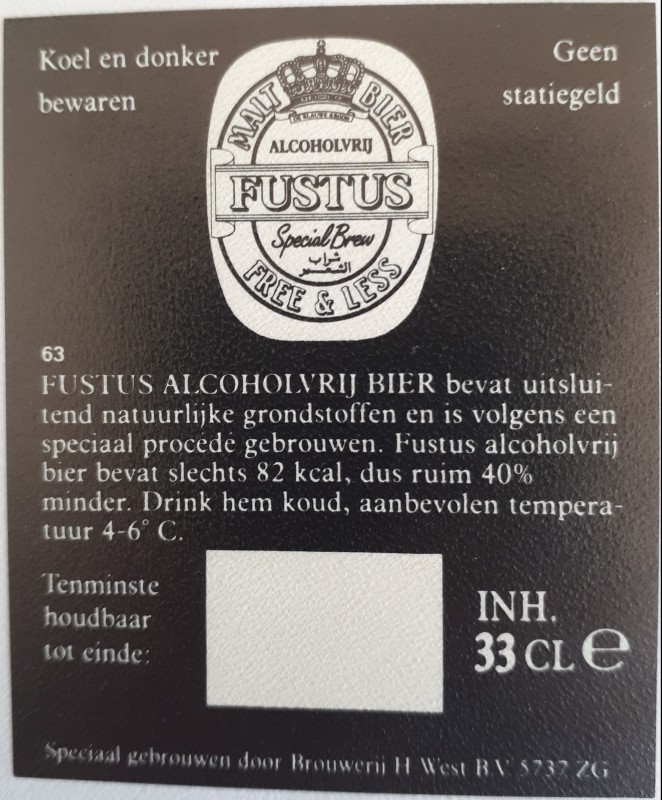 Koel en donker
bewaren
Geen
statiegeld
MALT BIER
ALCOHOLVRIJ
FUSTUS
Special Brew
شراب
الشعير
FREE & LESS
63
FUSTUS ALCOHOLVRIJ BIER bevat uitslui-
tend natuurlijke grondstoffen en is volgens een
speciaal procédé gebrouwen. Fustus alcoholvrij
bier bevat slechts 82 kcal, dus ruim 40%
minder. Drink hem koud, aanbevolen tempera-
tuur 4-6° C.
Tenminste
houdbaar
tot einde:
INH.
33 CL e
Speciaal gebrouwen door Brouwerij H West B.V. 5737 ZG